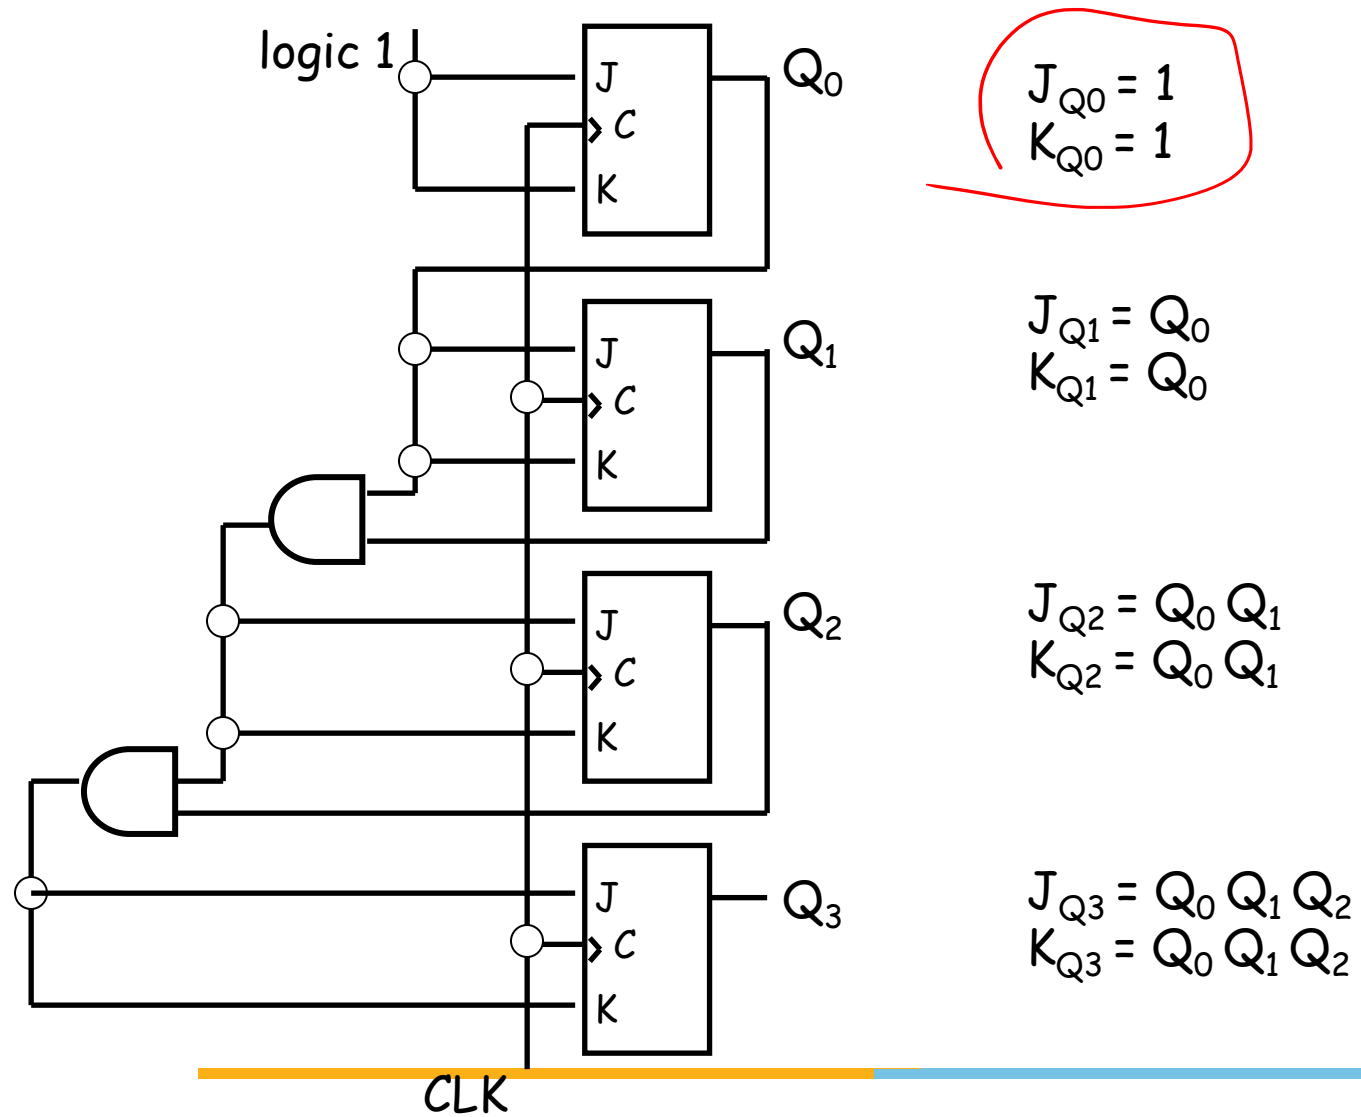 logic 1
J
C
K
Q0
JQ0 = 1
KQ0 = 1
J
C
K
Q1
JQ1 = Q0
KQ1 = Q0
J
C
K
Q2
JQ2 = Q0 Q1
KQ2 = Q0 Q1
J
C
K
Q3
JQ3 = Q0 Q1 Q2
KQ3 = Q0 Q1 Q2
CLK